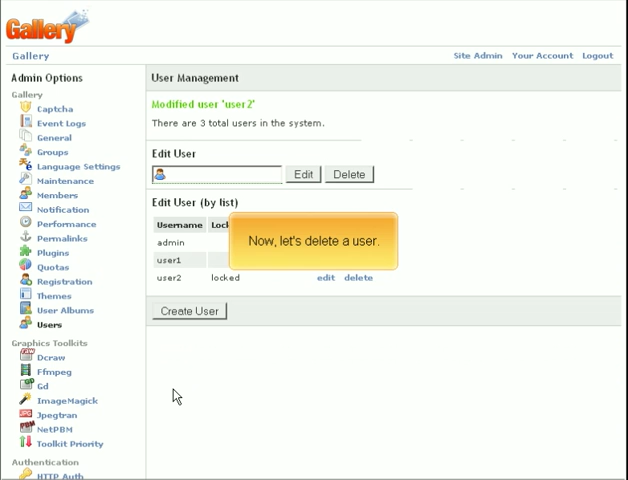 Gallery
Gallery
Site Admin Your Account Logout
Admin Options
Gallery
Captcha
Event Logs
General
Groups
Language Settings
Maintenance
Members
Notification
Performance
Permalinks
Plugins
Quotas
Registration
Themes
User Albums
Users
Graphics Toolkits
Dcraw
Ffmpeg
Gd
ImageMagick
Jpegtran
NetPBM
Toolkit Priority
Authentication
HTTP Auth
User Management
Modified user 'user2'
There are 3 total users in the system.
Edit User
Edit Delete
Edit User (by list)
Username Lock
admin
user1
user2 locked edit delete
Now, let's delete a user.
Create User